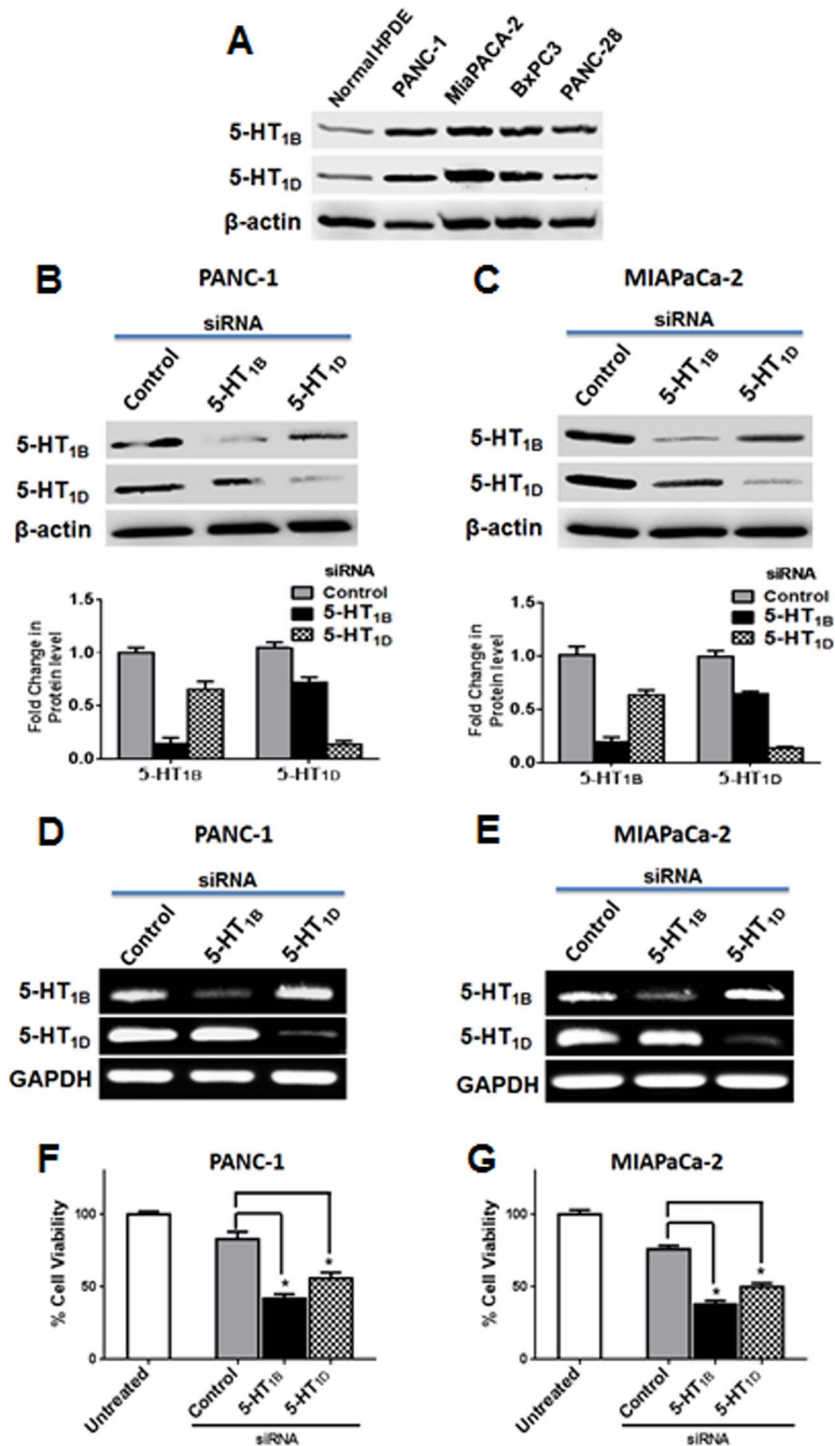 A
Normal HPDE
PANC-1
MiaPACA-2
BxPC3
PANC-28
5-HT1B
5-HT1D
β-actin
B
PANC-1
siRNA
Control
5-HT1B
5-HT1D
5-HT1B
5-HT1D
β-actin
siRNA
Control
5-HT1B
5-HT1D
Fold Change in
Protein level
1.5
1.0
0.5
0.0
5-HT1B
5-HT1D
C
MIAPaCa-2
siRNA
Control
5-HT1B
5-HT1D
5-HT1B
5-HT1D
β-actin
siRNA
Control
5-HT1B
5-HT1D
Fold Change in
Protein level
1.5
1.0
0.5
0.0
5-HT1B
5-HT1D
D
PANC-1
siRNA
Control
5-HT1B
5-HT1D
5-HT1B
5-HT1D
GAPDH
E
MIAPaCa-2
siRNA
Control
5-HT1B
5-HT1D
5-HT1B
5-HT1D
GAPDH
F
PANC-1
% Cell Viability
100
50
0
*
*
Untreated
Control
5-HT1B
5-HT1D
siRNA
G
MIAPaCa-2
% Cell Viability
100
50
0
*
*
Untreated
Control
5-HT1B
5-HT1D
siRNA